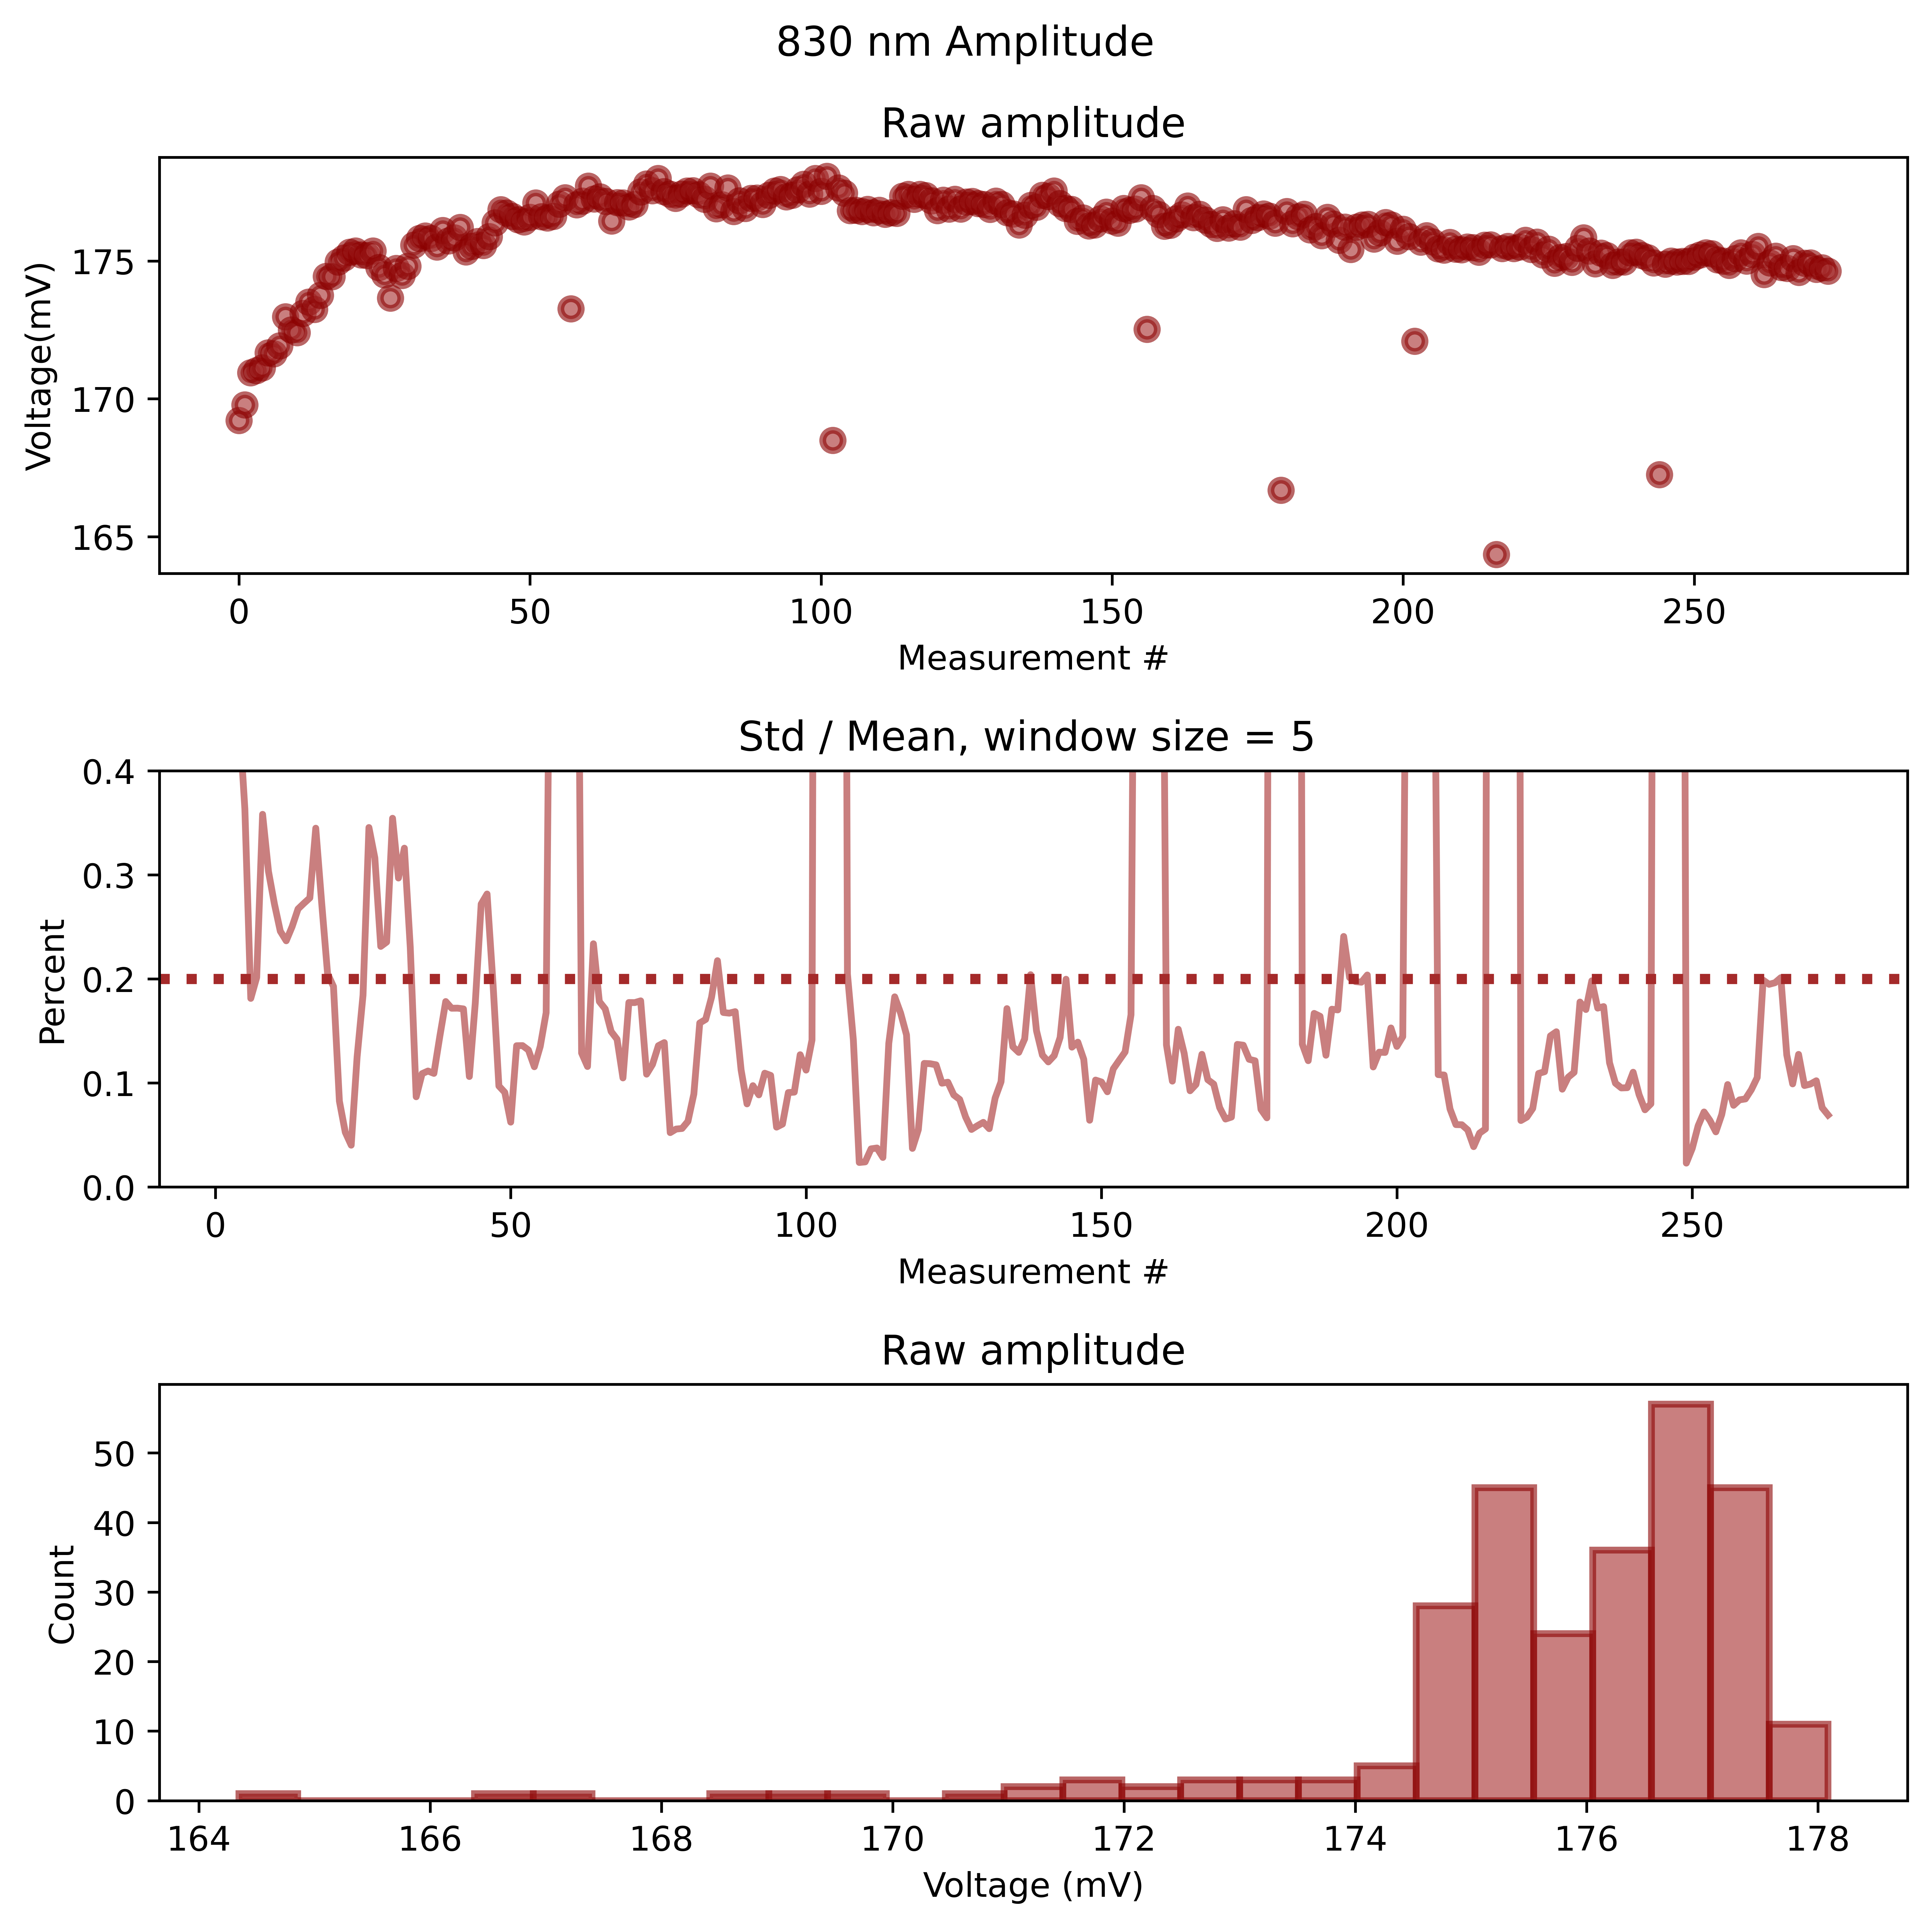 830 nm Amplitude
Raw amplitude
Voltage(mV)
175
170
165
0 50 100 150 200 250
Measurement #
Std / Mean, window size = 5
Percent
0.4
0.3
0.2
0.1
0.0
0 50 100 150 200 250
Measurement #
Raw amplitude
Count
50
40
30
20
10
0
164 166 168 170 172 174 176 178
Voltage (mV)